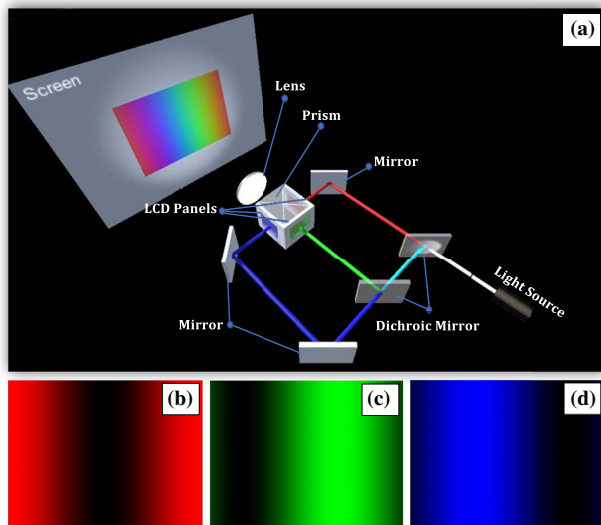 (a)
Screen
Lens
Prism
Mirror
LCD Panels
Light Source
Mirror
Dichroic Mirror
(b)
(c)
(d)